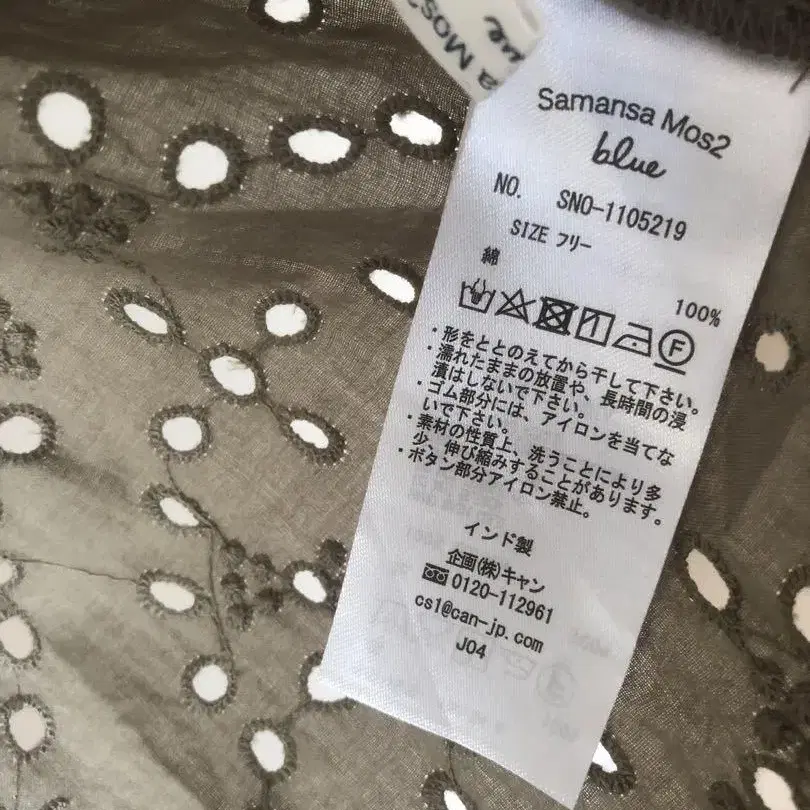 a Mos2
ue
Samansa Mos2
blue
NO. SNO-1105219
SIZE フリー
綿 100%
F
・形をととのえてから干して下さい。
・濡れたままの放置や、長時間の浸
漬はしないで下さい。
・ゴム部分には、アイロンを当てな
いで下さい。
・素材の性質上、洗うことにより多
少、伸び縮みすることがあります。
・ボタン部分アイロン禁止。
インド製
企画(株)キャン
0120-112961
cs1@can-jp.com
J04